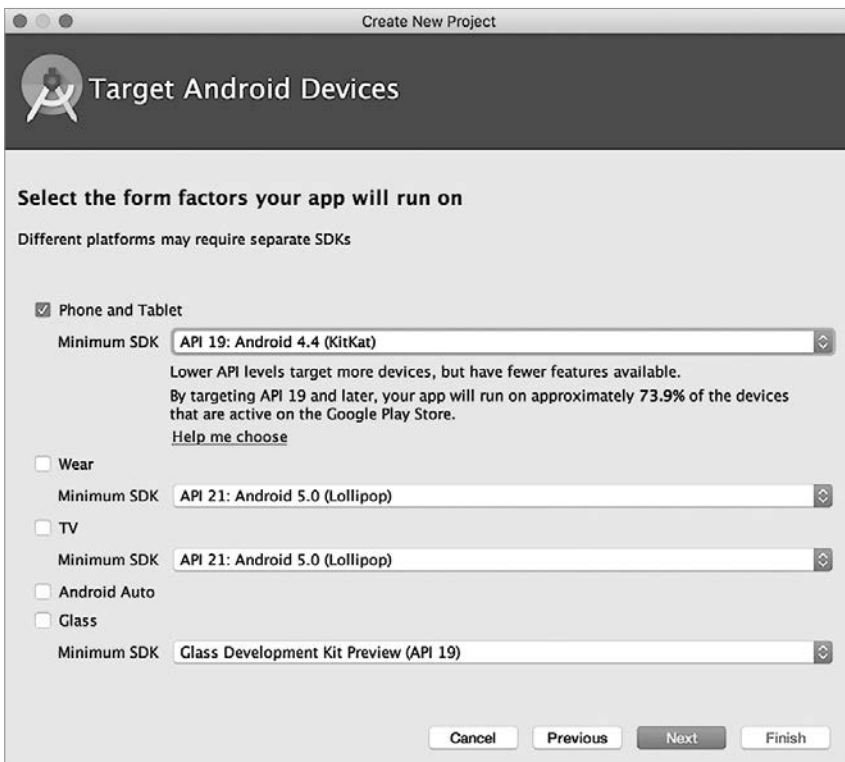 Create New Project
Target Android Devices
Select the form factors your app will run on
Different platforms may require separate SDKs
Phone and Tablet
Minimum SDK API 19: Android 4.4 (KitKat)
Lower API levels target more devices, but have fewer features available.
By targeting API 19 and later, your app will run on approximately 73.9% of the devices
that are active on the Google Play Store.
Help me choose
Wear
Minimum SDK API 21: Android 5.0 (Lollipop)
TV
Minimum SDK API 21: Android 5.0 (Lollipop)
Android Auto
Glass
Minimum SDK Glass Development Kit Preview (API 19)
Cancel Previous Next Finish